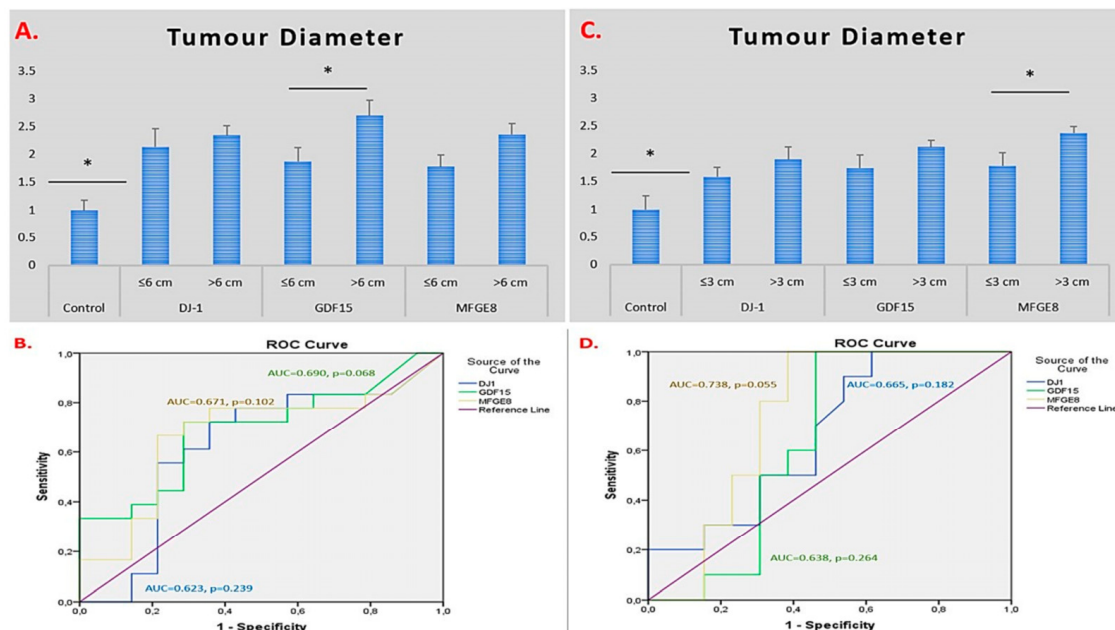 A.
Tumour Diameter
3.5
3
2.5
2
1.5
1
0.5
0
*
*
≤6 cm >6 cm ≤6 cm >6 cm ≤6 cm >6 cm
Control DJ-1 GDF15 MFGE8
C.
Tumour Diameter
3.5
3
2.5
2
1.5
1
0.5
0
*
*
≤3 cm >3 cm ≤3 cm >3 cm ≤3 cm >3 cm
Control DJ-1 GDF15 MFGE8
B.
ROC Curve
Sensitivity
1,0
0,8
0,6
0,4
0,2
0,0
AUC=0.690, p=0.068
AUC=0.671, p=0.102
AUC=0.623, p=0.239
0,0 0,2 0,4 0,6 0,8 1,0
1 - Specificity
Source of the
Curve
DJ1
GDF15
MFGE8
Reference Line
D.
ROC Curve
Sensitivity
1,0
0,8
0,6
0,4
0,2
0,0
AUC=0.738, p=0.055
AUC=0.665, p=0.182
AUC=0.638, p=0.264
0,0 0,2 0,4 0,6 0,8 1,0
1 - Specificity
Source of the
Curve
DJ1
GDF15
MFGE8
Reference Line